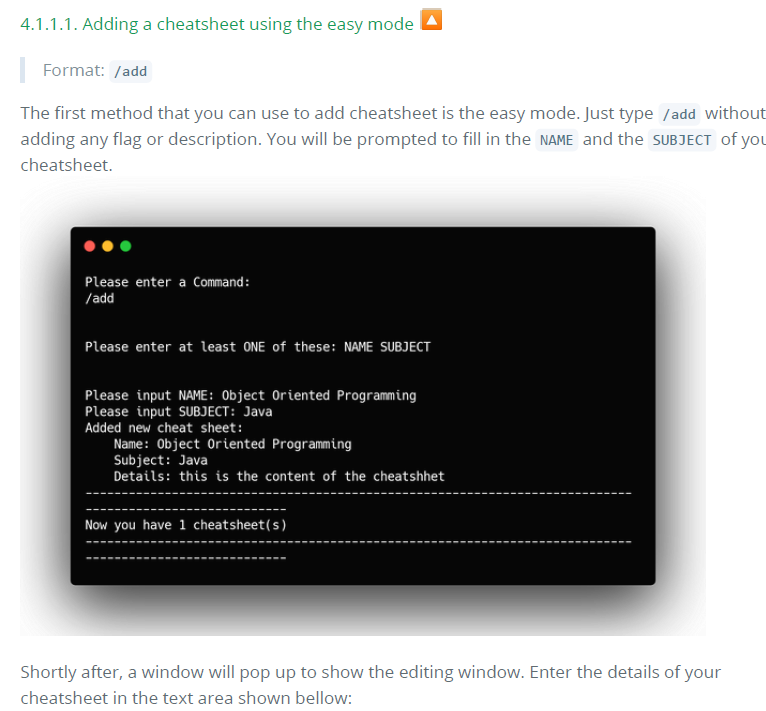 4.1.1.1. Adding a cheatsheet using the easy mode
Format: /add
The first method that you can use to add cheatsheet is the easy mode. Just type /add without
adding any flag or description. You will be prompted to fill in the NAME and the SUBJECT of you
cheatsheet.
Please enter a Command:
/add
Please enter at least ONE of these: NAME SUBJECT
Please input NAME: Object Oriented Programming
Please input SUBJECT: Java
Added new cheat sheet:
Name: Object Oriented Programming
Subject: Java
Details: this is the content of the cheatshhet
----------------------------------------------------------------------------
----------------------------
Now you have 1 cheatsheet(s)
----------------------------------------------------------------------------
----------------------------
Shortly after, a window will pop up to show the editing window. Enter the details of your
cheatsheet in the text area shown bellow: